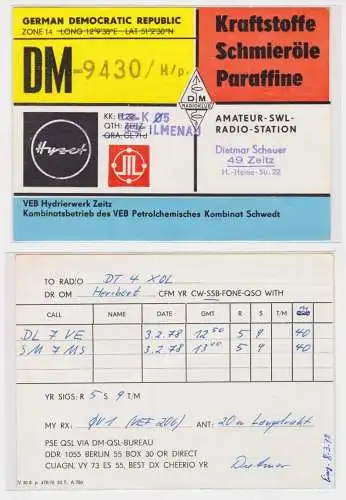 GERMAN DEMOCRATIC REPUBLIC
ZONE 14 LONG 12°9'38"E LAT 51°2'30"N
DM-9430/H/p.
Kraftstoffe
Schmieröle
Paraffine
DM
RADIOKLUB
KK: K 05
QTH: ZEITZ ILMENAU
QRA:
Hyzet
AMATEUR-SWL-
RADIO-STATION
Dietmar Scheuer
49 Zeitz
H.-Heine-Str. 22
VEB Hydrierwerk Zeitz
Kombinatsbetrieb des VEB Petrolchemisches Kombinat Schwedt
TO RADIO DT 4 XDL
DR OM Heribert CFM YR CW-SSB-FONE-QSO WITH
CALL NAME DATE GMT R S T/M
DL 7 VE 3.2.78 12 50 5 9 40
SM 7 MS 3.2.78 13 00 5 9 40
YR SIGS: R 5 S 9 T/M
MY RX: ANT: 20m Langdraht
PSE QSL VIA DM-QSL-BUREAU
DDR 1055 BERLIN 55 BOX 30 OR DIRECT
CUAGN, VY 73 ES 55, BEST DX CHEERIO YR